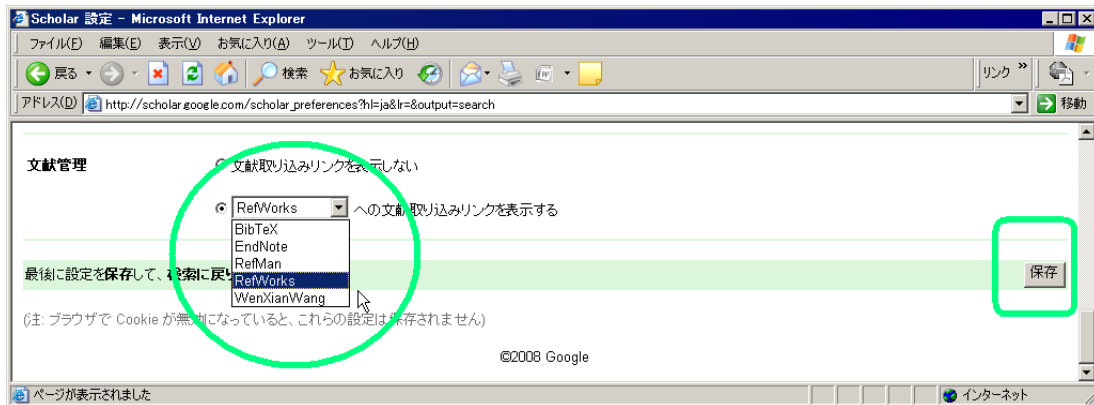 Scholar 設定 - Microsoft Internet Explorer
ファイル(F) 編集(E) 表示(V) お気に入り(A) ツール(T) ヘルプ(H)
戻る 検索 お気に入り リンク »
アドレス(D) http://scholar.google.com/scholar_preferences?hl=ja&lr=&output=search 移動
文献管理 文献取り込みリンクを表示しない
RefWorks への文献取り込みリンクを表示する
BibTeX
EndNote
RefMan
最後に設定を保存して、検索に戻り RefWorks 保存
WenXianWang
(注: ブラウザで Cookie が無効になっていると、これらの設定は保存されません)
©2008 Google
ページが表示されました インターネット